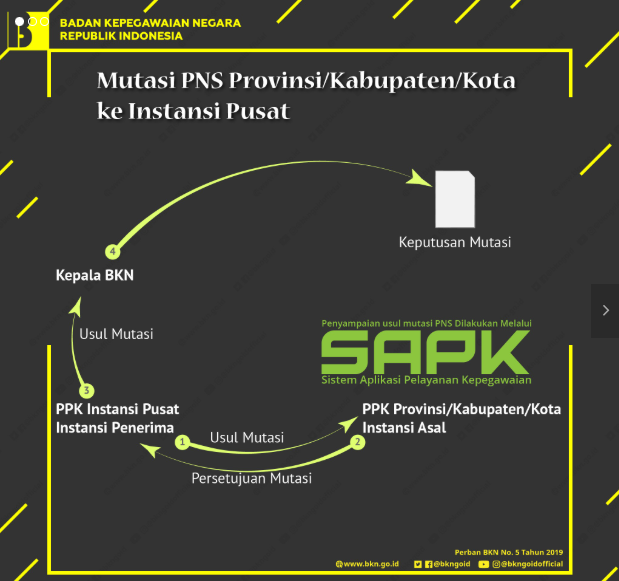 BADAN KEPEGAWAIAN NEGARA
REPUBLIK INDONESIA
Mutasi PNS Provinsi/Kabupaten/Kota
ke Instansi Pusat
Keputusan Mutasi
4
Kepala BKN
Usul Mutasi
Penyampaian usul mutasi PNS Dilakukan Melalui
SAPK
Sistem Aplikasi Pelayanan Kepegawaian
3
PPK Instansi Pusat
Instansi Penerima
PPK Provinsi/Kabupaten/Kota
Instansi Asal
1
Usul Mutasi
2
Persetujuan Mutasi
Perban BKN No. 5 Tahun 2019
www.bkn.go.id @bkngoid @bkngoidofficial